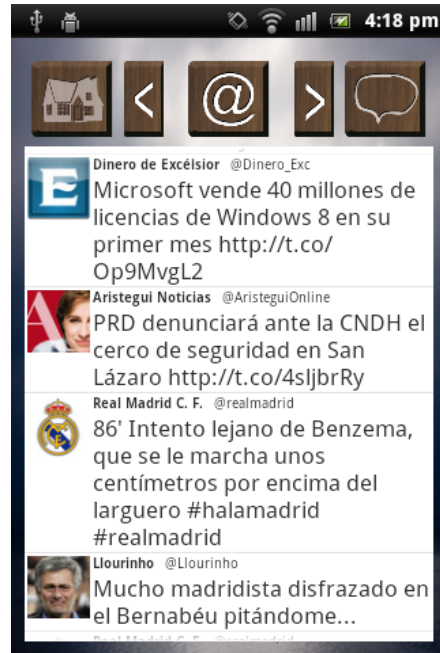 4:18 pm
< @ >
Dinero de Excélsior @Dinero_Exc
Microsoft vende 40 millones de
licencias de Windows 8 en su
primer mes http://t.co/
Op9MvgL2
Aristegui Noticias @AristeguiOnline
PRD denunciará ante la CNDH el
cerco de seguridad en San
Lázaro http://t.co/4sljbrRy
Real Madrid C. F. @realmadrid
86' Intento lejano de Benzema,
que se le marcha unos
centímetros por encima del
larguero #halamadrid
#realmadrid
Llourinho @Llourinho
Mucho madridista disfrazado en
el Bernabéu pitándome...
Real Madrid C. F. @realmadrid